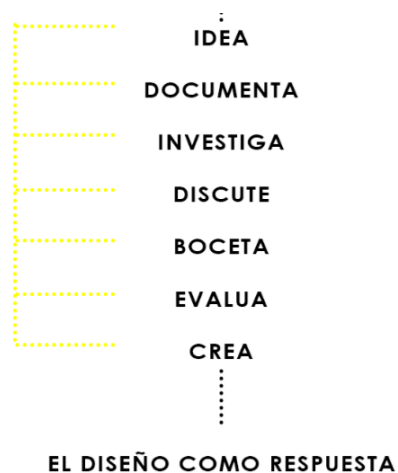 IDEA
DOCUMENTA
INVESTIGA
DISCUTE
BOCETA
EVALUA
CREA
EL DISEÑO COMO RESPUESTA